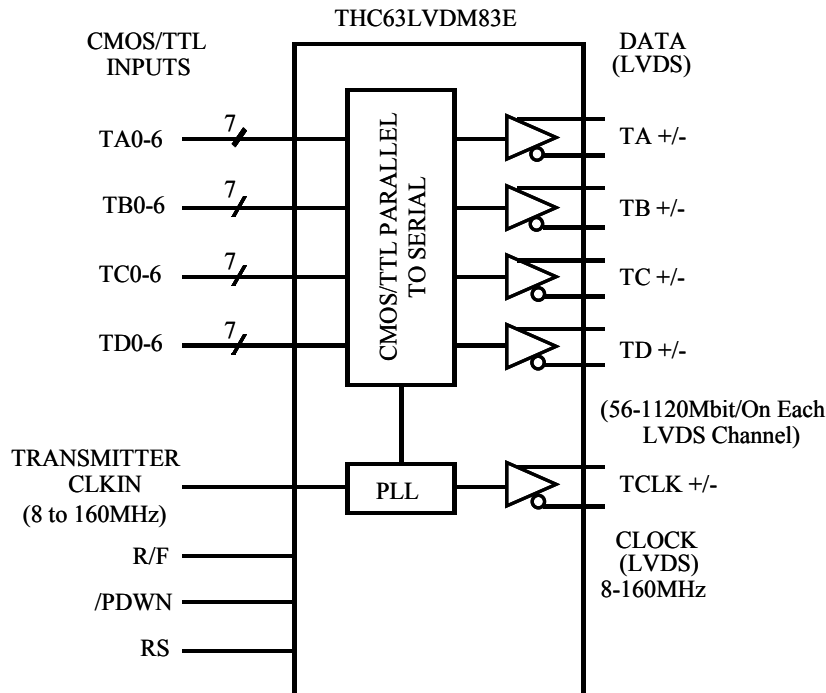 THC63LVDM83E
CMOS/TTL
INPUTS
DATA
(LVDS)
7
TA0-6
TA +/-
7
TB0-6
TB +/-
7
TC0-6
TC +/-
7
TD0-6
TD +/-
CMOS/TTL PARALLEL
TO SERIAL
(56-1120Mbit/On Each
LVDS Channel)
TRANSMITTER
CLKIN
(8 to 160MHz)
PLL
TCLK +/-
CLOCK
(LVDS)
8-160MHz
R/F
/PDWN
RS